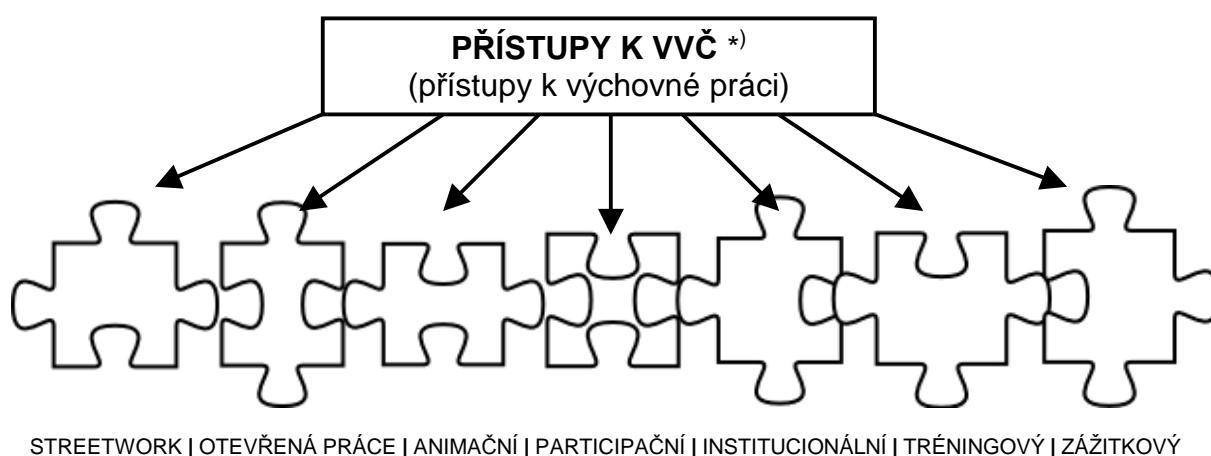 PŘÍSTUPY K VVČ *)
(přístupy k výchovné práci)
STREETWORK | OTEVŘENÁ PRÁCE | ANIMAČNÍ | PARTICIPAČNÍ | INSTITUCIONÁLNÍ | TRÉNINGOVÝ | ZÁŽITKOVÝ